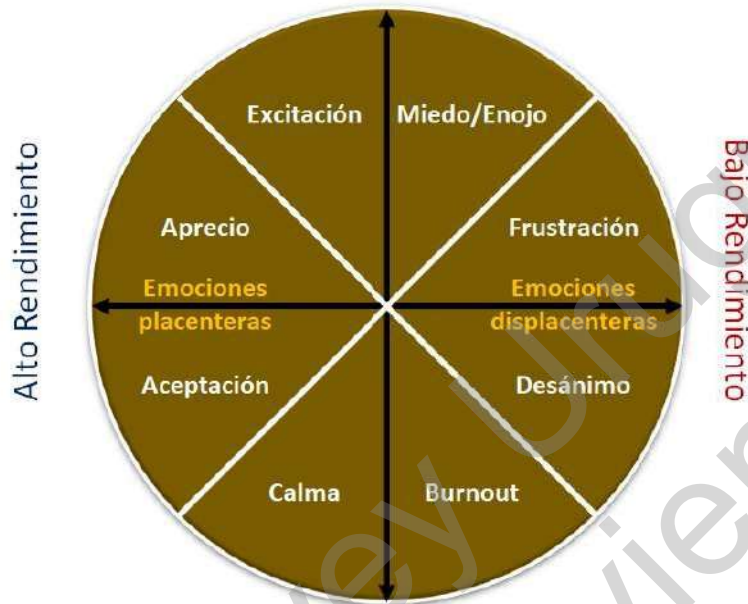 Excitación
Miedo/Enojo
Alto Rendimiento
Bajo Rendimiento
Aprecio
Frustración
Emociones
placenteras
Emociones
displacenteras
Aceptación
Desánimo
Calma
Burnout